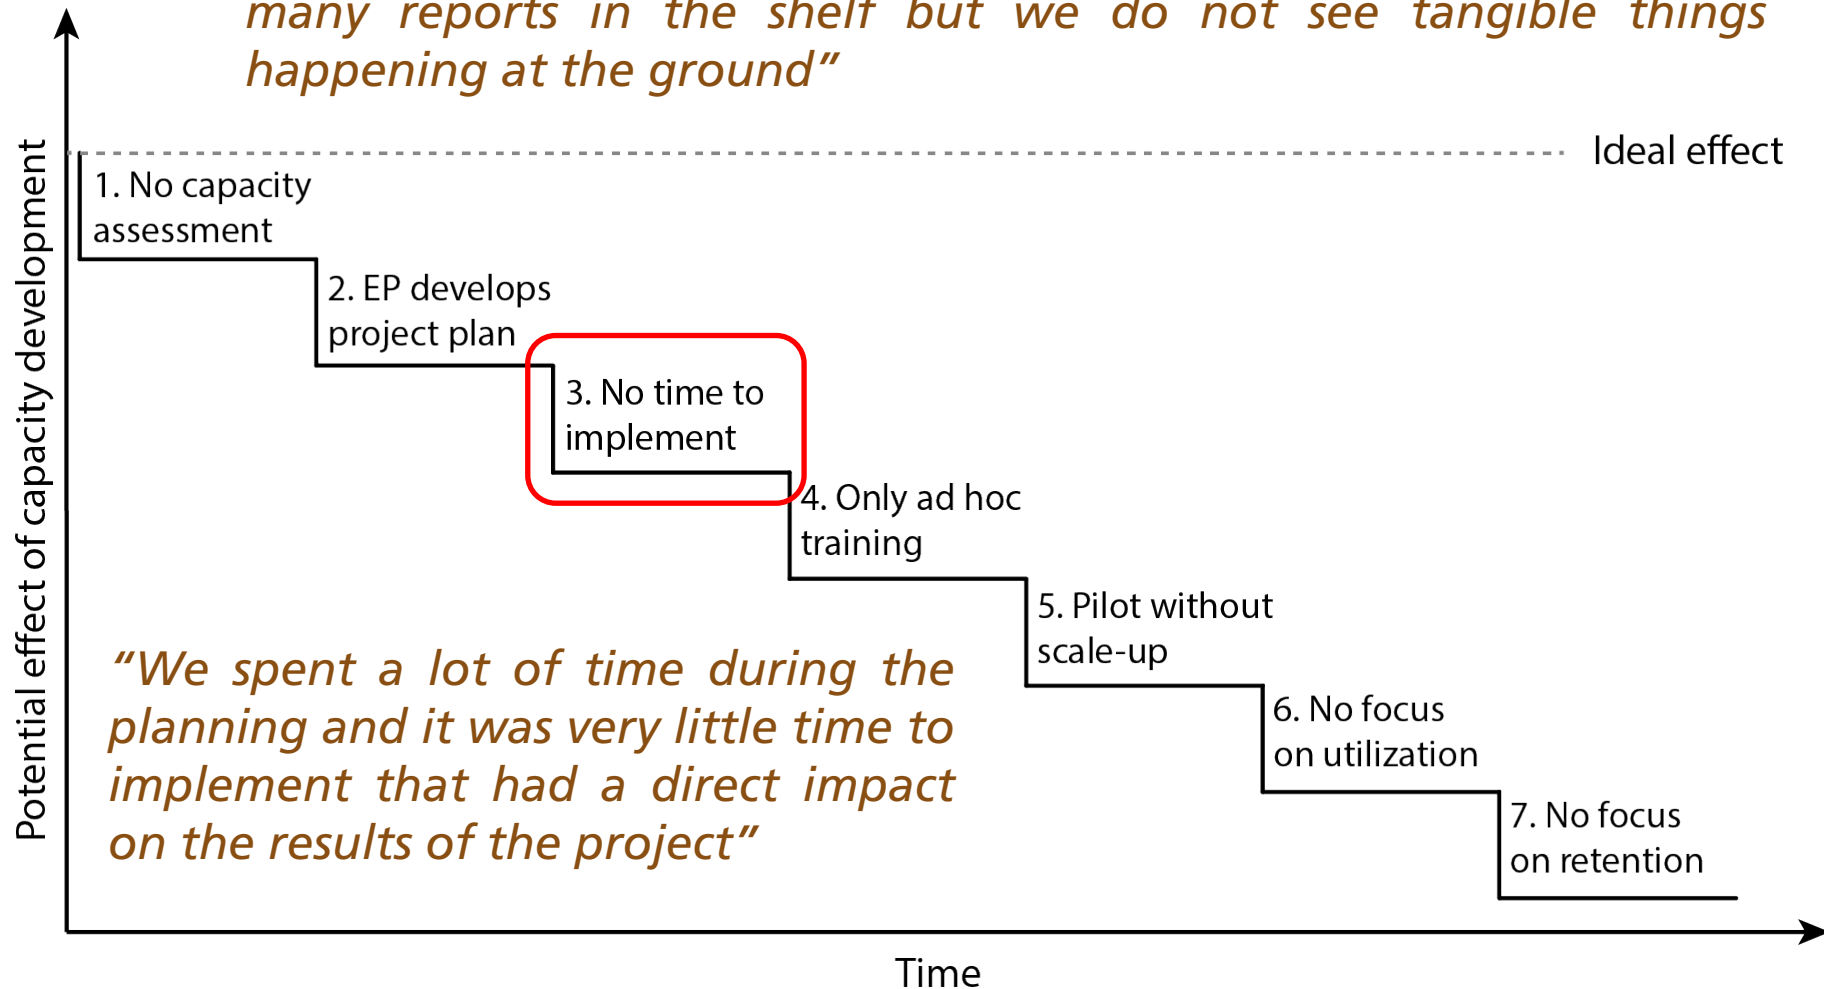 many reports in the shelf but we do not see tangible things
happening at the ground”
Ideal effect
1. No capacity
assessment
2. EP develops
project plan
3. No time to
implement
4. Only ad hoc
training
5. Pilot without
scale-up
6. No focus
on utilization
7. No focus
on retention
“We spent a lot of time during the
planning and it was very little time to
implement that had a direct impact
on the results of the project”
Potential effect of capacity development
Time